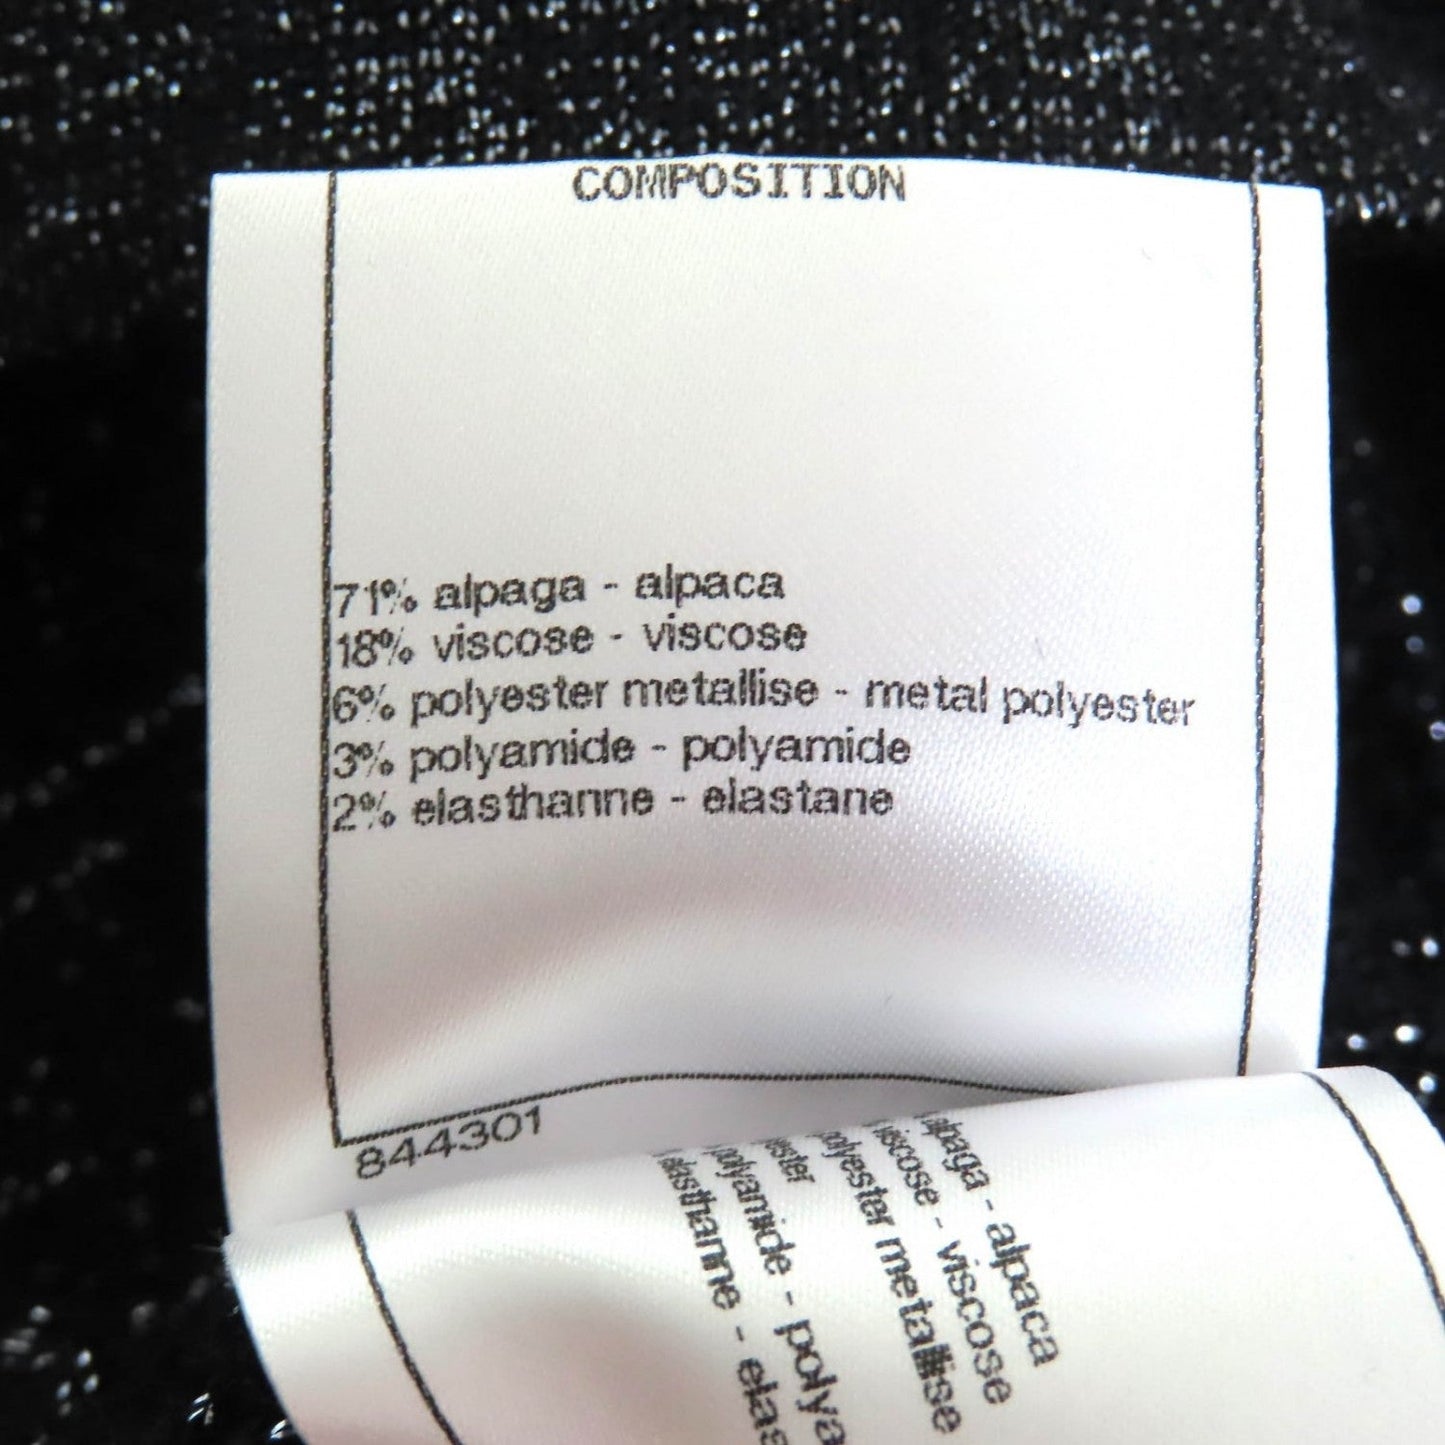 COMPOSITION
71% alpaga - alpaca
18% viscose - viscose
6% polyester metallise - metal polyester
3% polyamide - polyamide
2% elasthanne - elastane
844301
alpaga - alpaca
viscose - viscose
polyester metallise
polyamide -
elasthanne -